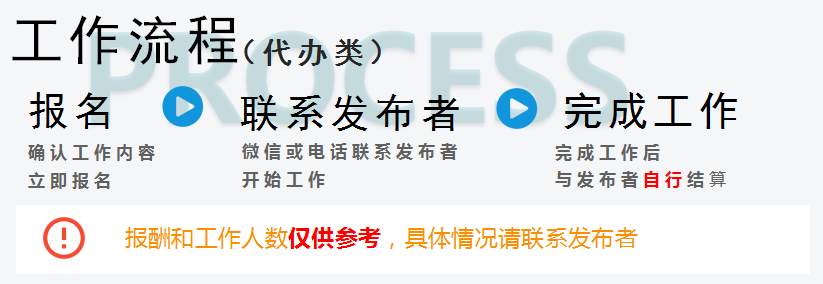 PROCESS
工作流程(代办类)
报名
联系发布者
完成工作
确认工作内容
立即报名
微信或电话联系发布者
开始工作
完成工作后
与发布者自行结算
报酬和工作人数仅供参考，具体情况请联系发布者